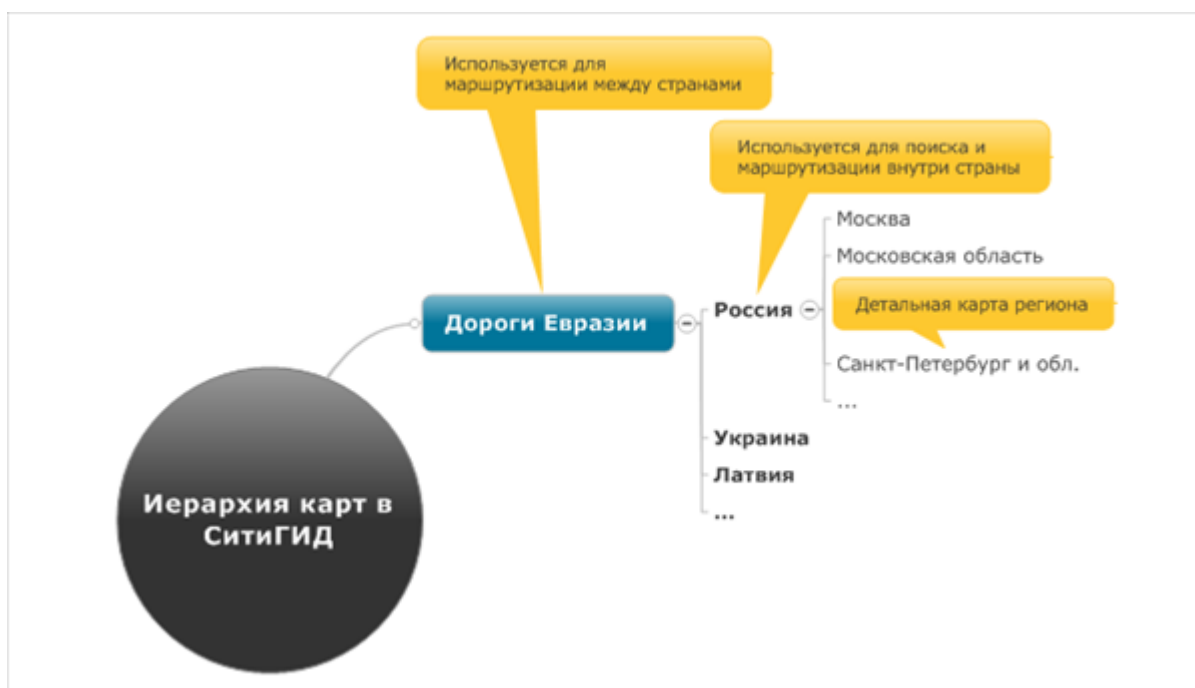 Используется для
маршрутизации между странами
Используется для поиска и
маршрутизации внутри страны
Москва
Московская область
Детальная карта региона
Россия
Дороги Евразии
Санкт-Петербург и обл.
...
Украина
Латвия
...
Иерархия карт в
СитиГИД